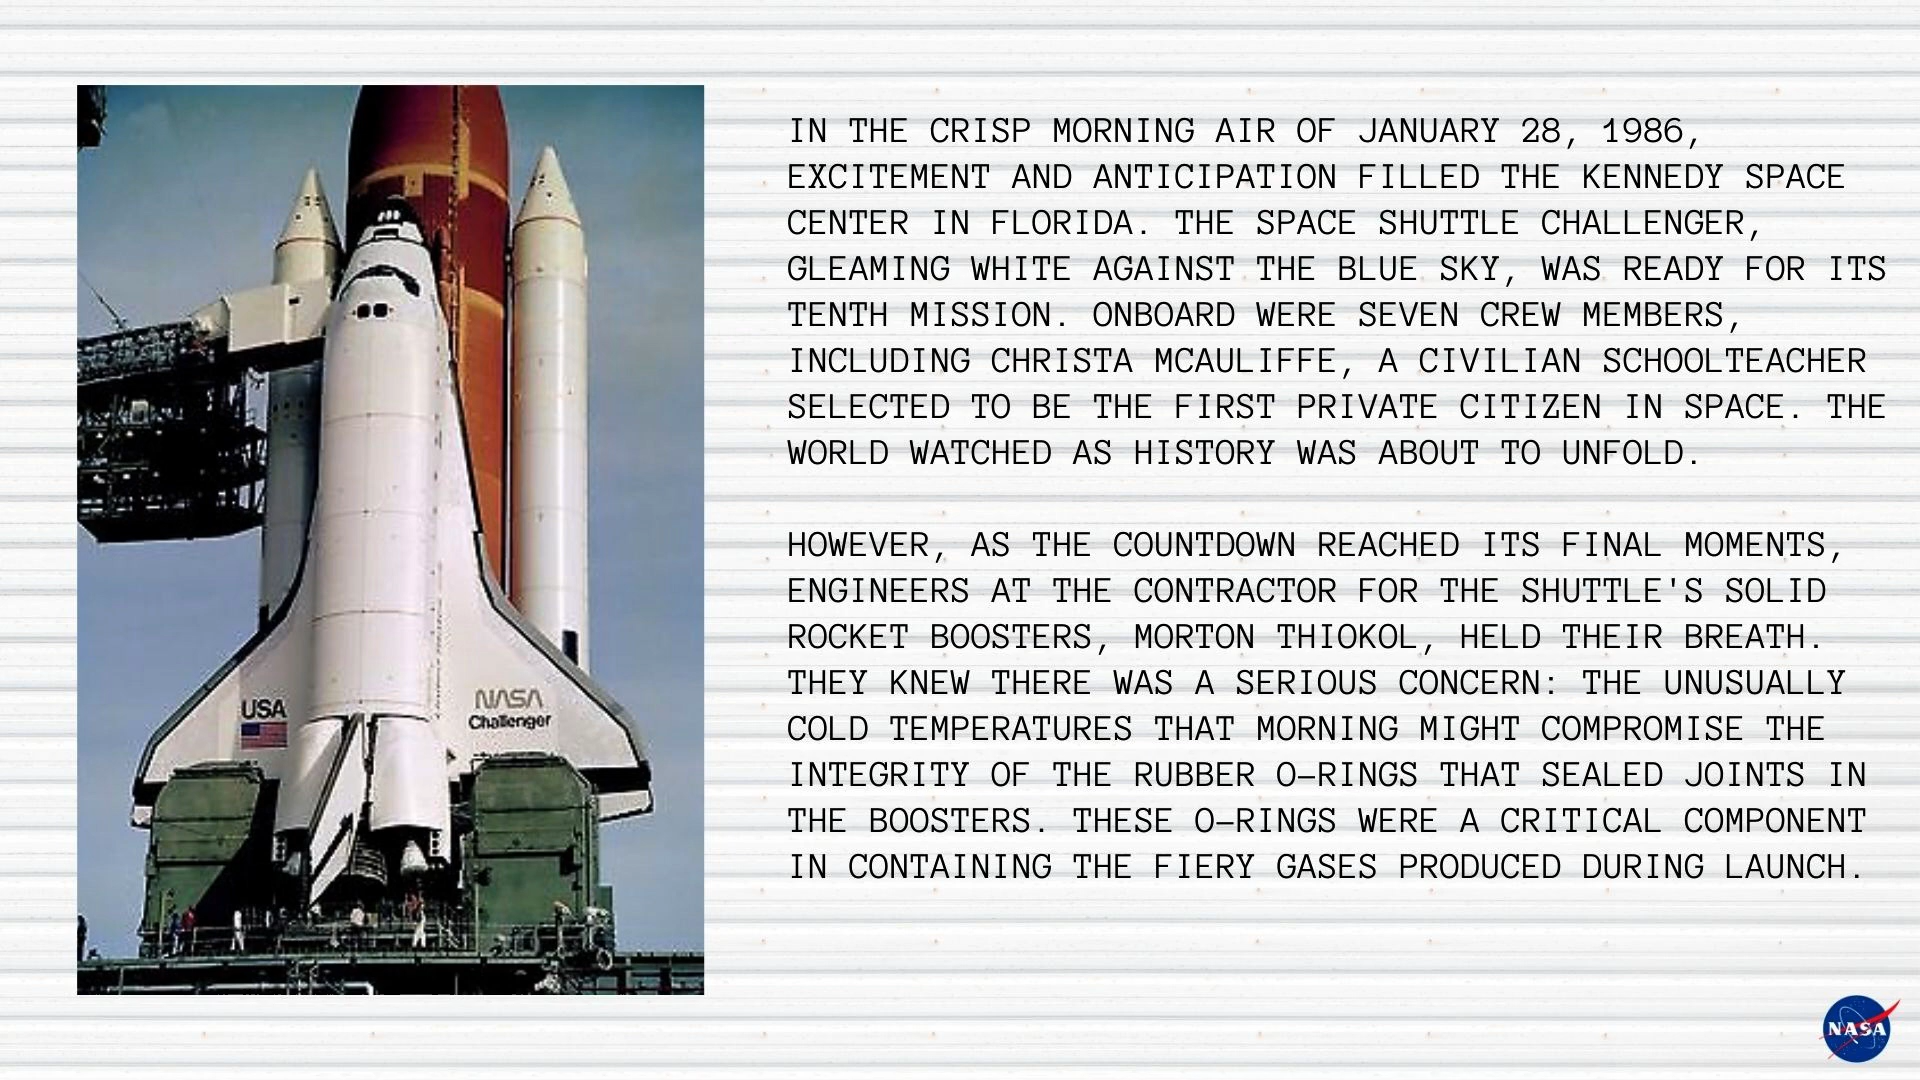 IN THE CRISP MORNING AIR OF JANUARY 28, 1986,
EXCITEMENT AND ANTICIPATION FILLED THE KENNEDY SPACE
CENTER IN FLORIDA. THE SPACE SHUTTLE CHALLENGER,
GLEAMING WHITE AGAINST THE BLUE SKY, WAS READY FOR ITS
TENTH MISSION. ONBOARD WERE SEVEN CREW MEMBERS,
INCLUDING CHRISTA MCAULIFFE, A CIVILIAN SCHOOLTEACHER
SELECTED TO BE THE FIRST PRIVATE CITIZEN IN SPACE. THE
WORLD WATCHED AS HISTORY WAS ABOUT TO UNFOLD.
HOWEVER, AS THE COUNTDOWN REACHED ITS FINAL MOMENTS,
ENGINEERS AT THE CONTRACTOR FOR THE SHUTTLE'S SOLID
ROCKET BOOSTERS, MORTON THIOKOL, HELD THEIR BREATH.
THEY KNEW THERE WAS A SERIOUS CONCERN: THE UNUSUALLY
COLD TEMPERATURES THAT MORNING MIGHT COMPROMISE THE
INTEGRITY OF THE RUBBER O–RINGS THAT SEALED JOINTS IN
THE BOOSTERS. THESE O–RINGS WERE A CRITICAL COMPONENT
IN CONTAINING THE FIERY GASES PRODUCED DURING LAUNCH.
USA
NASA
Challenger
NASA